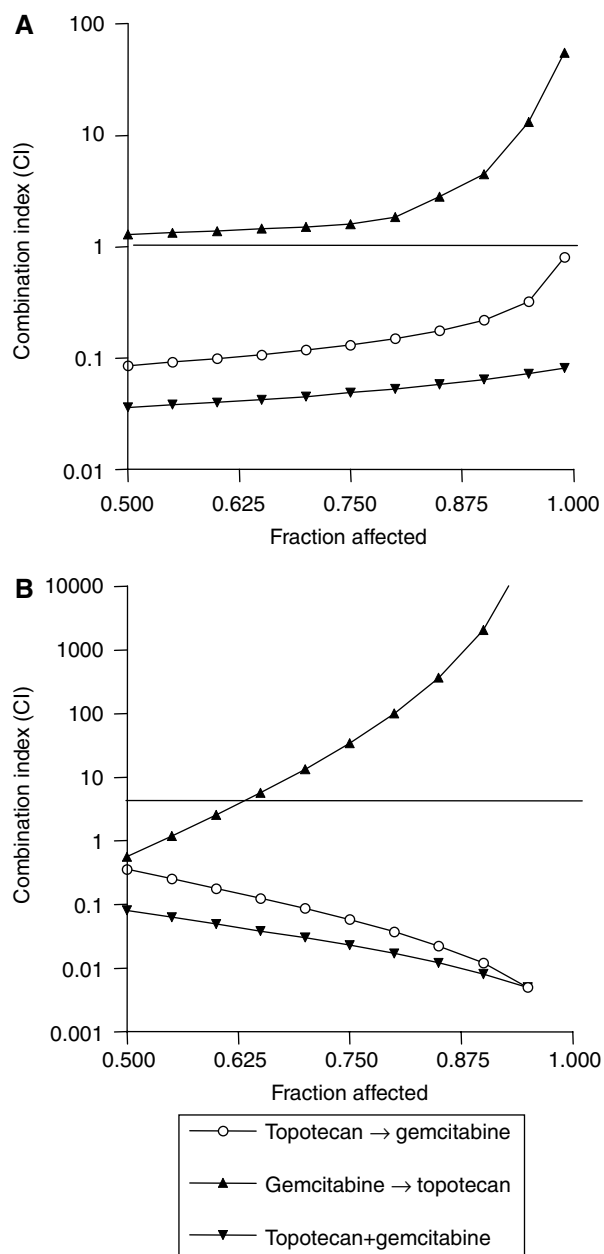 A
Combination index (CI)
100
10
1
0.1
0.01
0.500 0.625 0.750 0.875 1.000
Fraction affected
B
Combination index (CI)
10000
1000
100
10
1
0.1
0.01
0.001
0.500 0.625 0.750 0.875 1.000
Fraction affected
Topotecan → gemcitabine
Gemcitabine → topotecan
Topotecan+gemcitabine